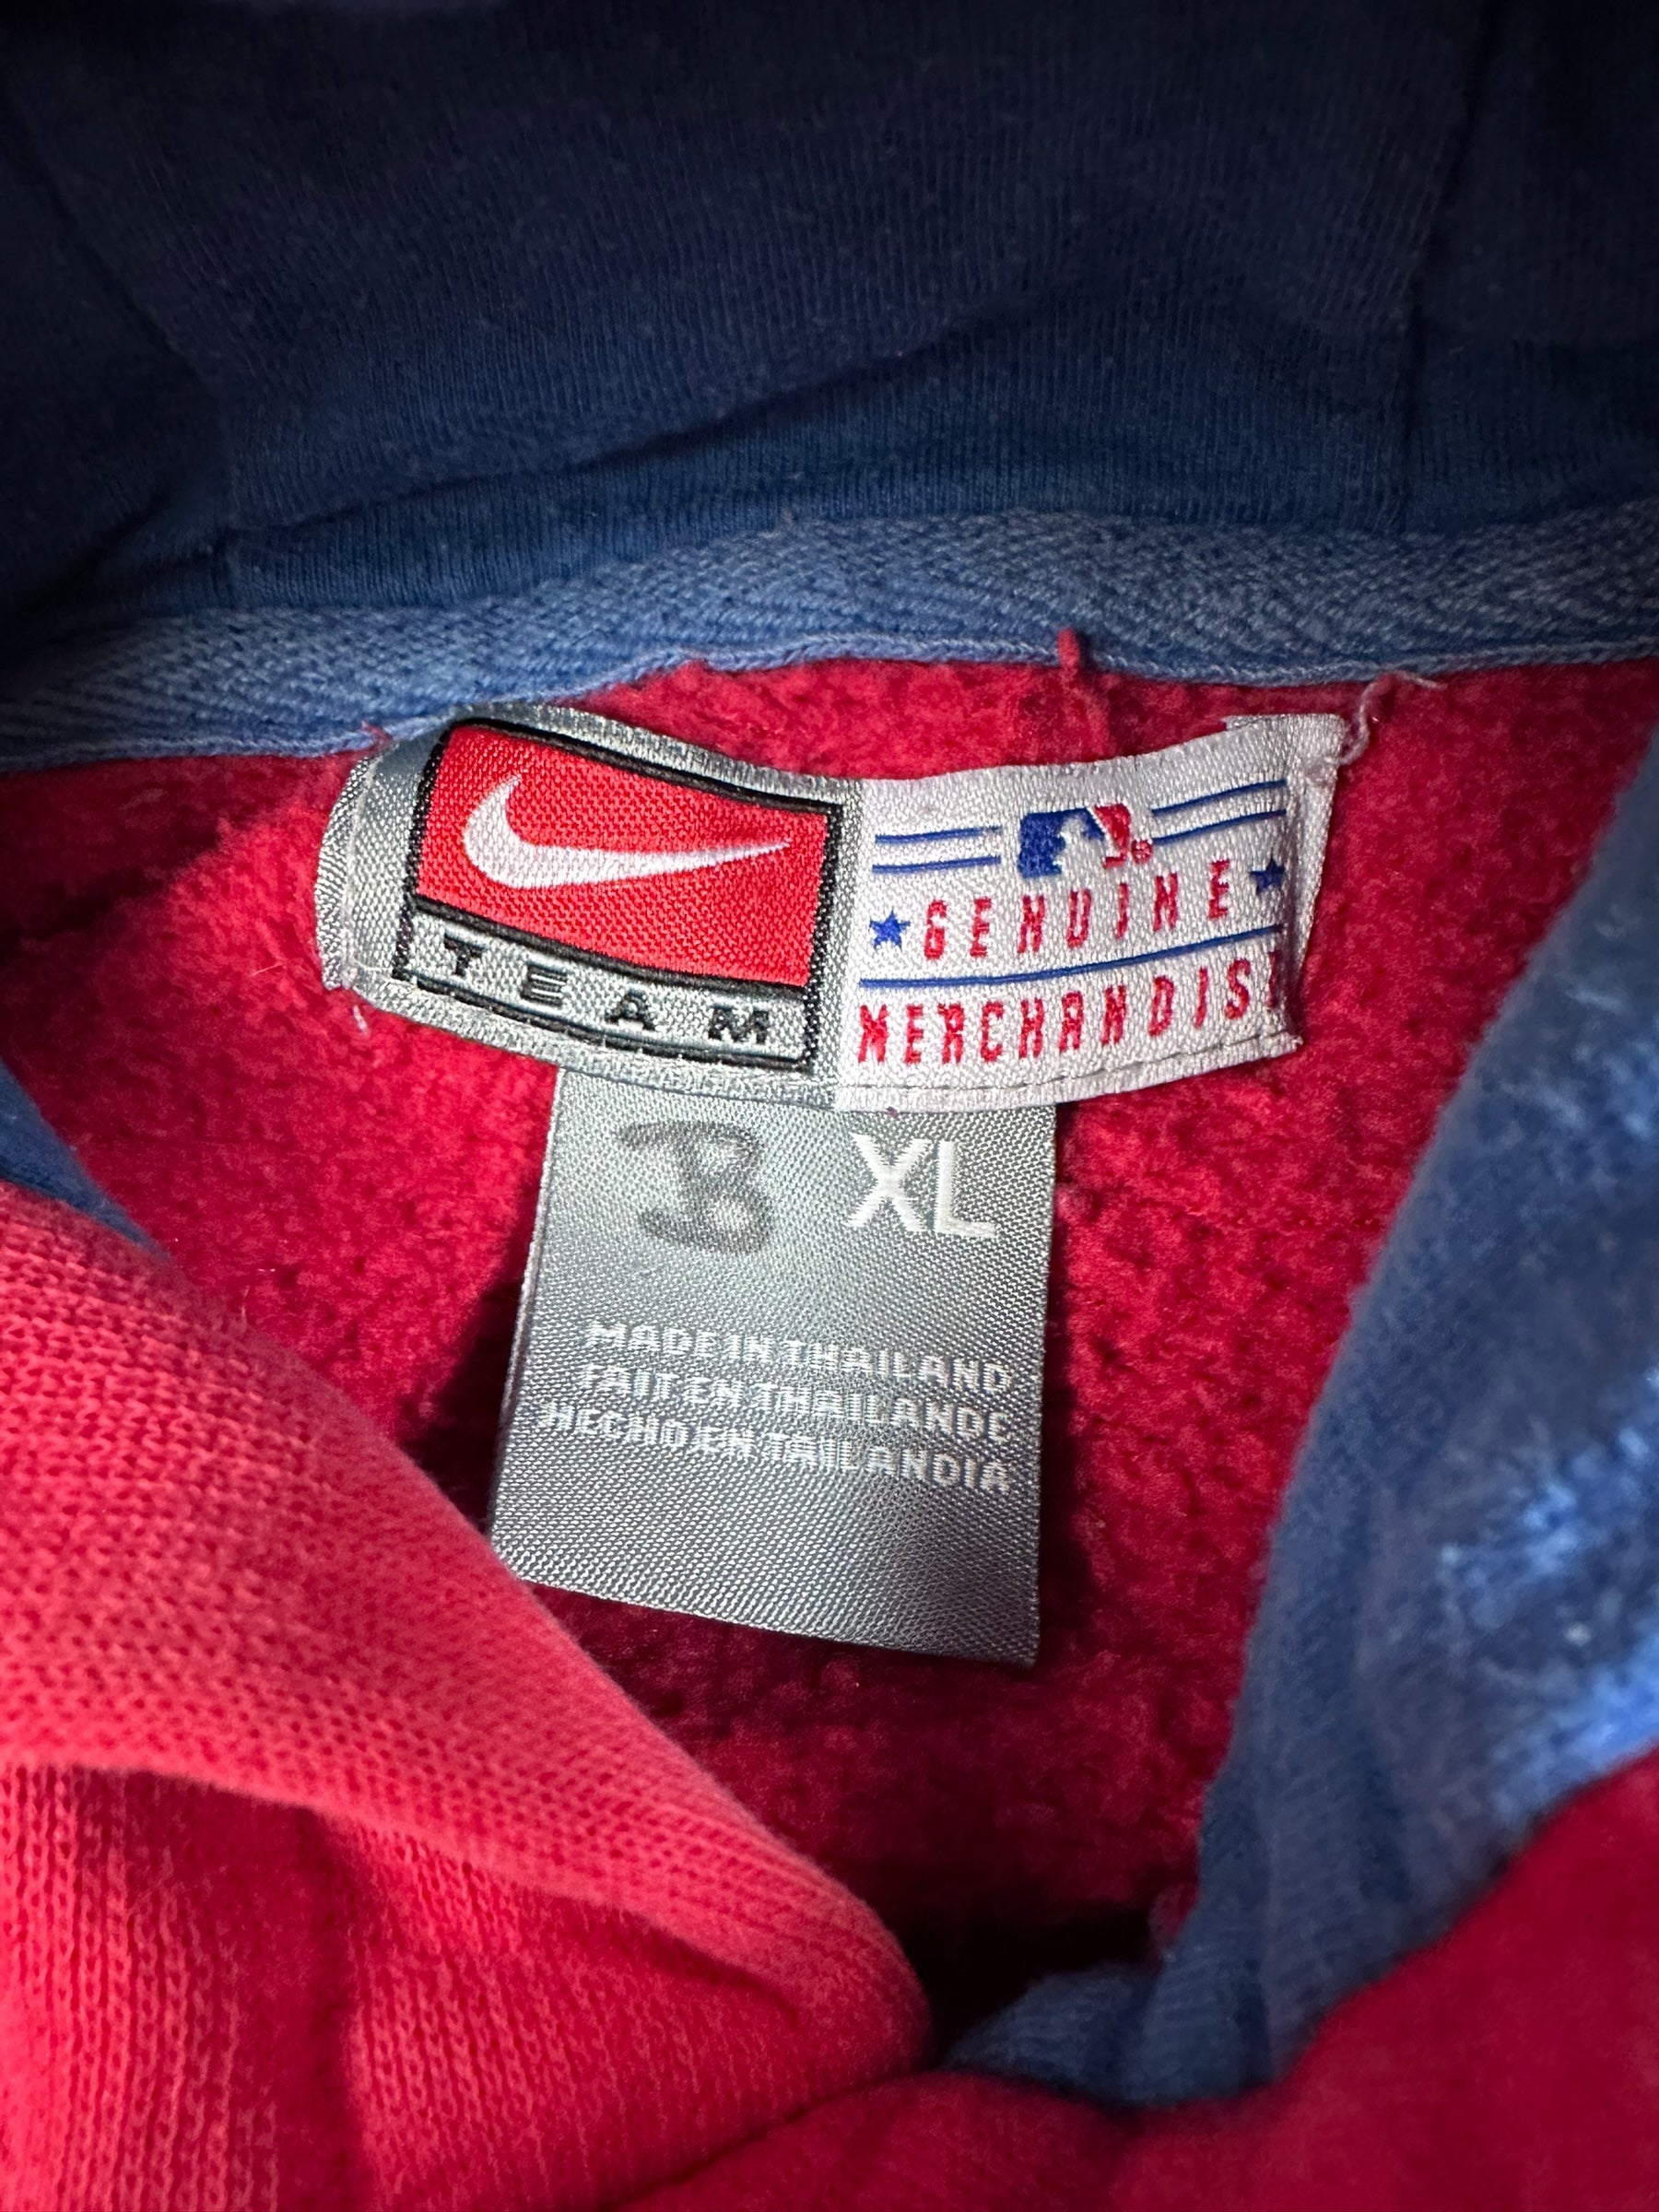 TEAM
GENUINE
MERCHANDISE
B XL
MADE IN THAILAND
FAIT EN THAILANDE
HECHO EN TAILANDIA